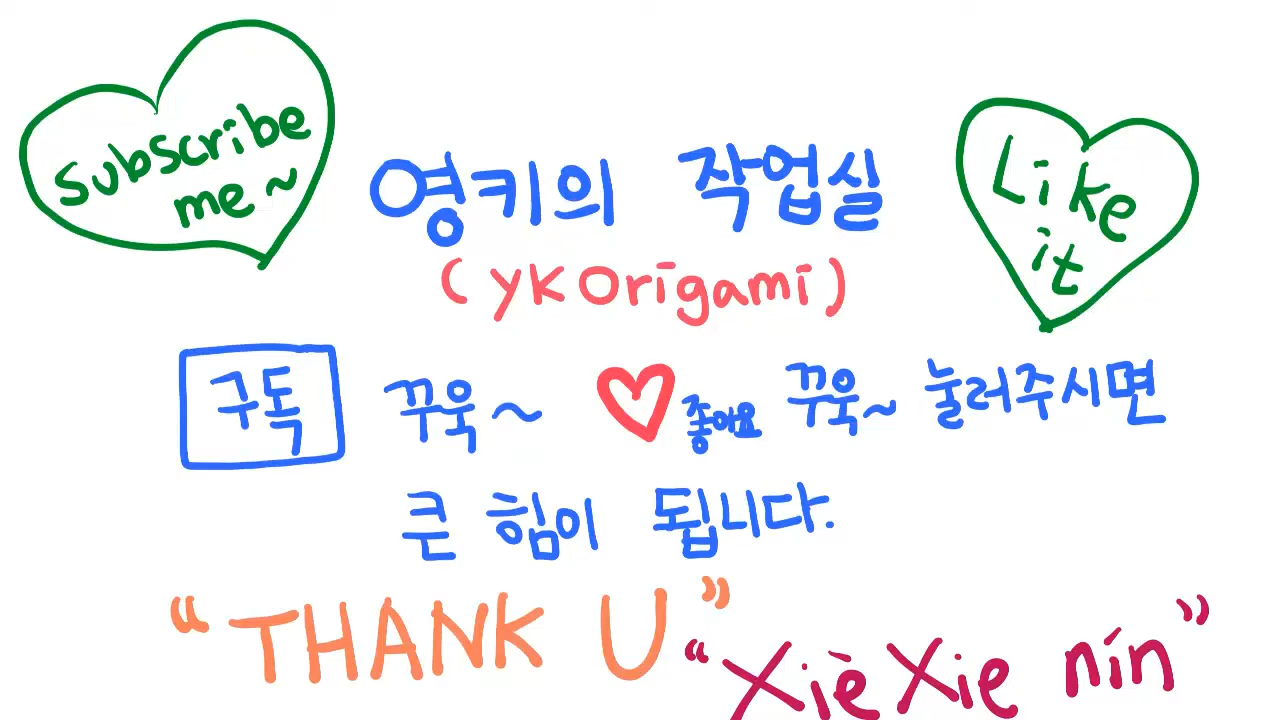 Subscribe
me~
영키의 작업실
Like
it
(YKOrigami)
구독 꾸욱~ 좋아요 꾸욱~ 눌러주시면
큰 힘이 됩니다.
"THANK U"
"XièXie nín"